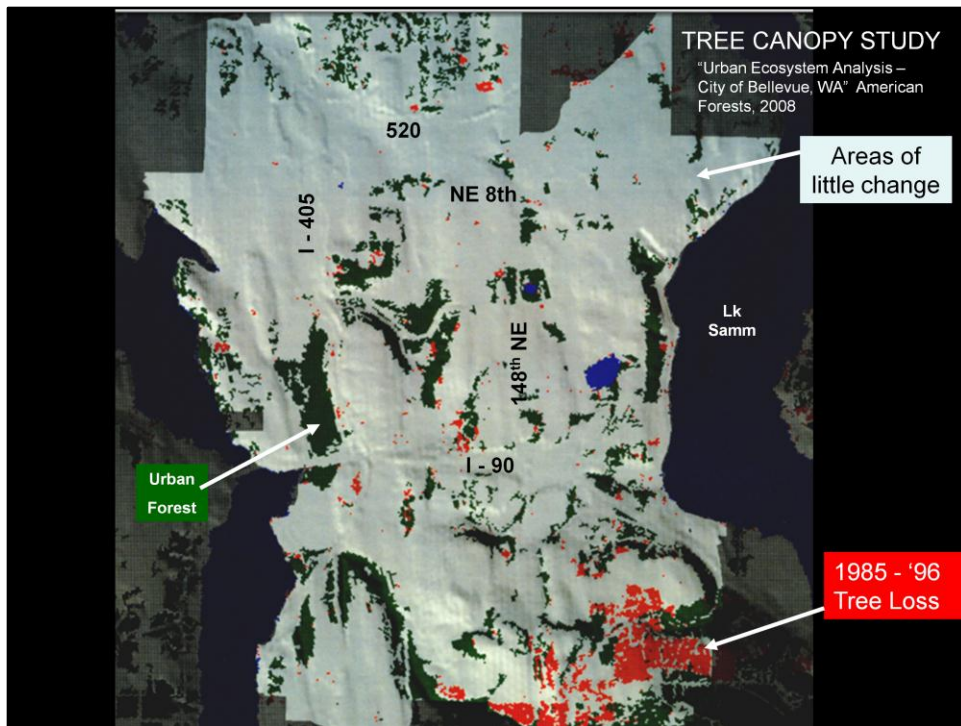 TREE CANOPY STUDY
“Urban Ecosystem Analysis –
City of Bellevue, WA” American
Forests, 2008
520
Areas of
little change
NE 8th
I - 405
Lk
Samm
148th NE
I - 90
Urban
Forest
1985 - ‘96
Tree Loss